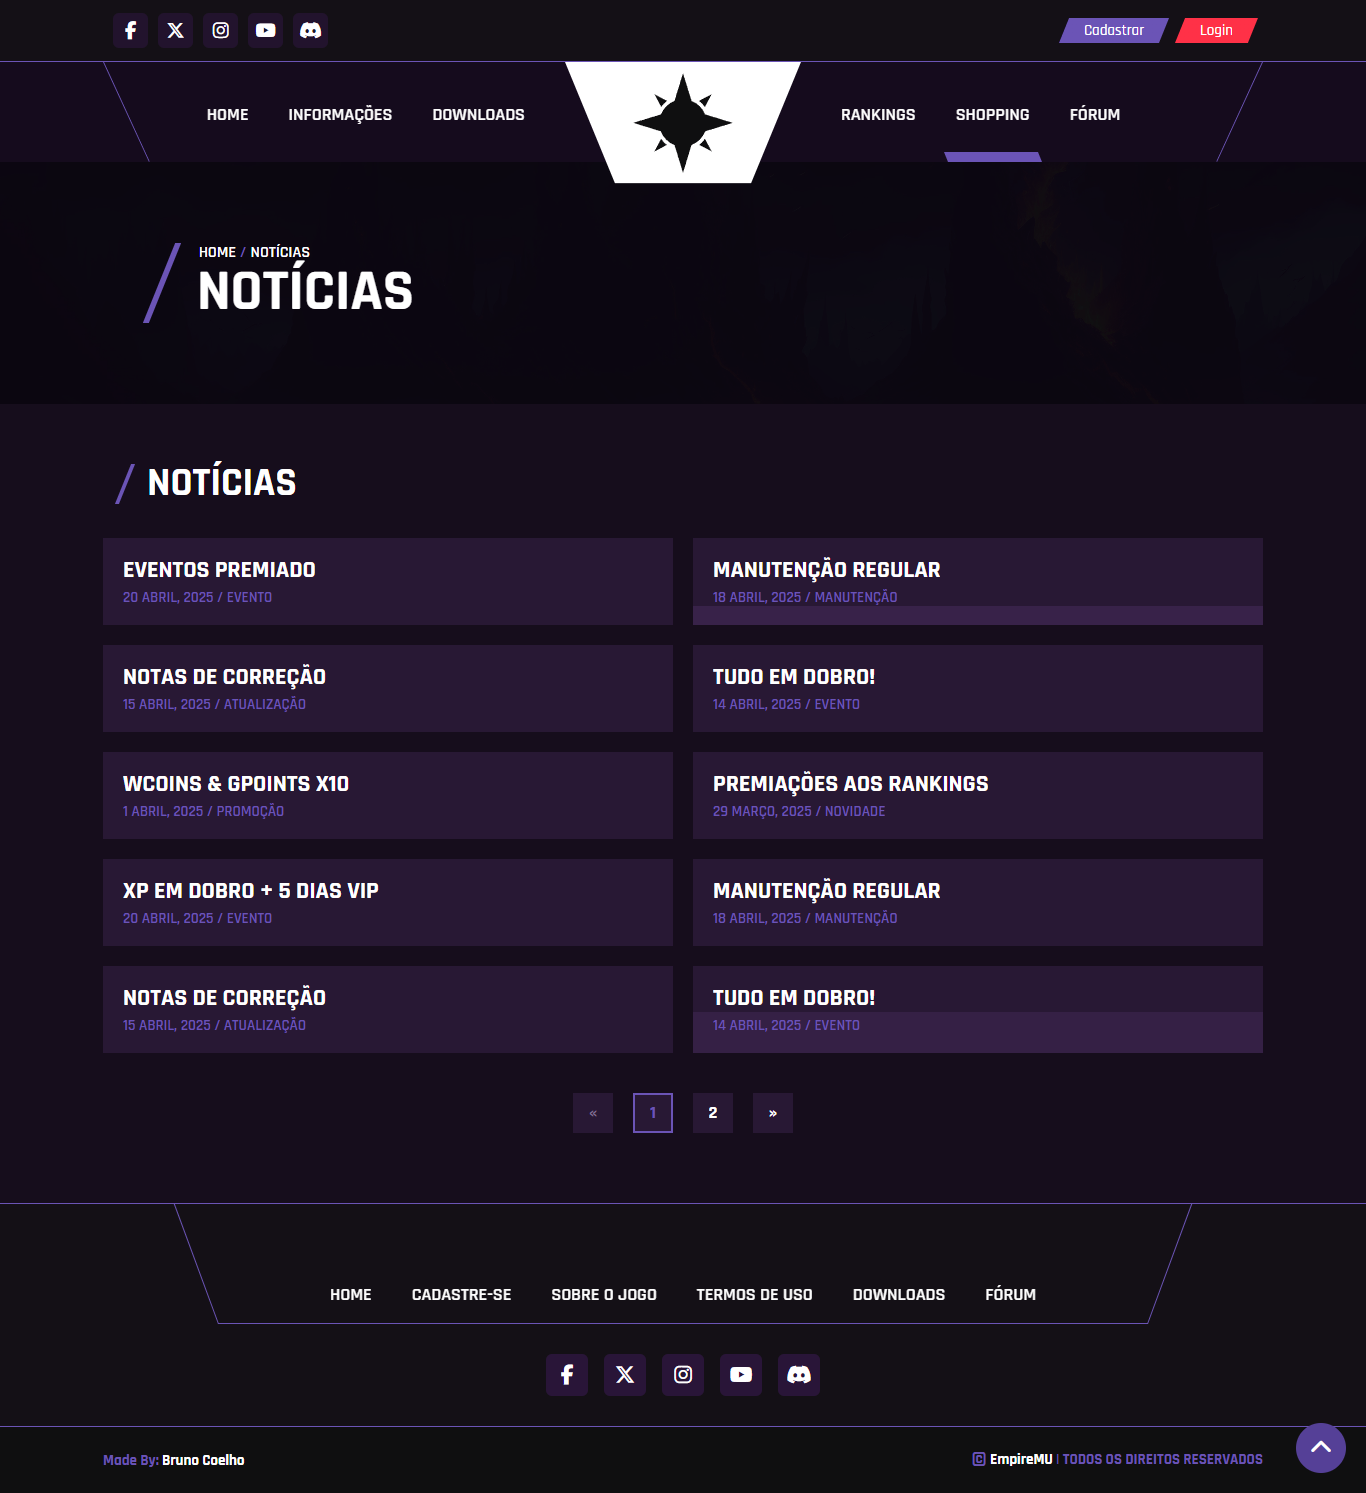 Cadastrar
Login
HOME
INFORMAÇÕES
DOWNLOADS
RANKINGS
SHOPPING
FÓRUM
HOME / NOTÍCIAS
NOTÍCIAS
NOTÍCIAS
EVENTOS PREMIADO
20 ABRIL, 2025 / EVENTO
MANUTENÇÃO REGULAR
18 ABRIL, 2025 / MANUTENÇÃO
NOTAS DE CORREÇÃO
15 ABRIL, 2025 / ATUALIZAÇÃO
TUDO EM DOBRO!
14 ABRIL, 2025 / EVENTO
WCOINS & GPOINTS X10
1 ABRIL, 2025 / PROMOÇÃO
PREMIAÇÕES AOS RANKINGS
29 MARÇO, 2025 / NOVIDADE
XP EM DOBRO + 5 DIAS VIP
20 ABRIL, 2025 / EVENTO
MANUTENÇÃO REGULAR
18 ABRIL, 2025 / MANUTENÇÃO
NOTAS DE CORREÇÃO
15 ABRIL, 2025 / ATUALIZAÇÃO
TUDO EM DOBRO!
14 ABRIL, 2025 / EVENTO
« 1 2 »
HOME
CADASTRE-SE
SOBRE O JOGO
TERMOS DE USO
DOWNLOADS
FÓRUM
Made By: Bruno Coelho
© EmpireMU | TODOS OS DIREITOS RESERVADOS